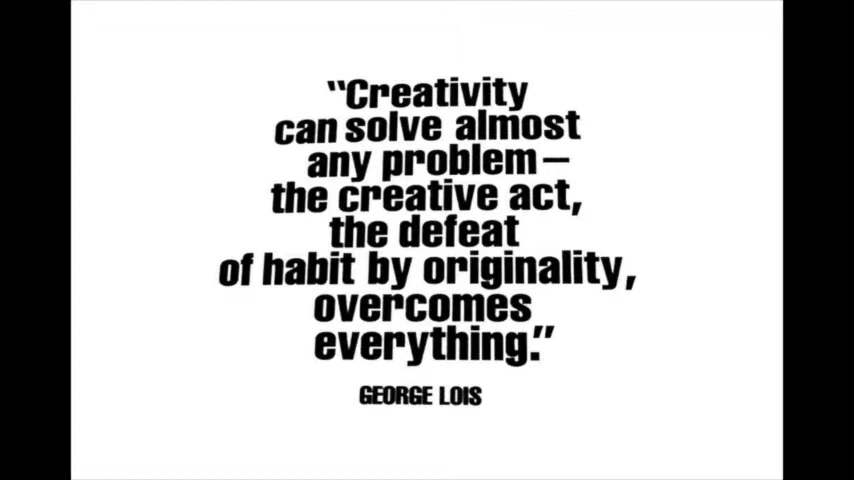 “Creativity
can solve almost
any problem—
the creative act,
the defeat
of habit by originality,
overcomes
everything.”
GEORGE LOIS